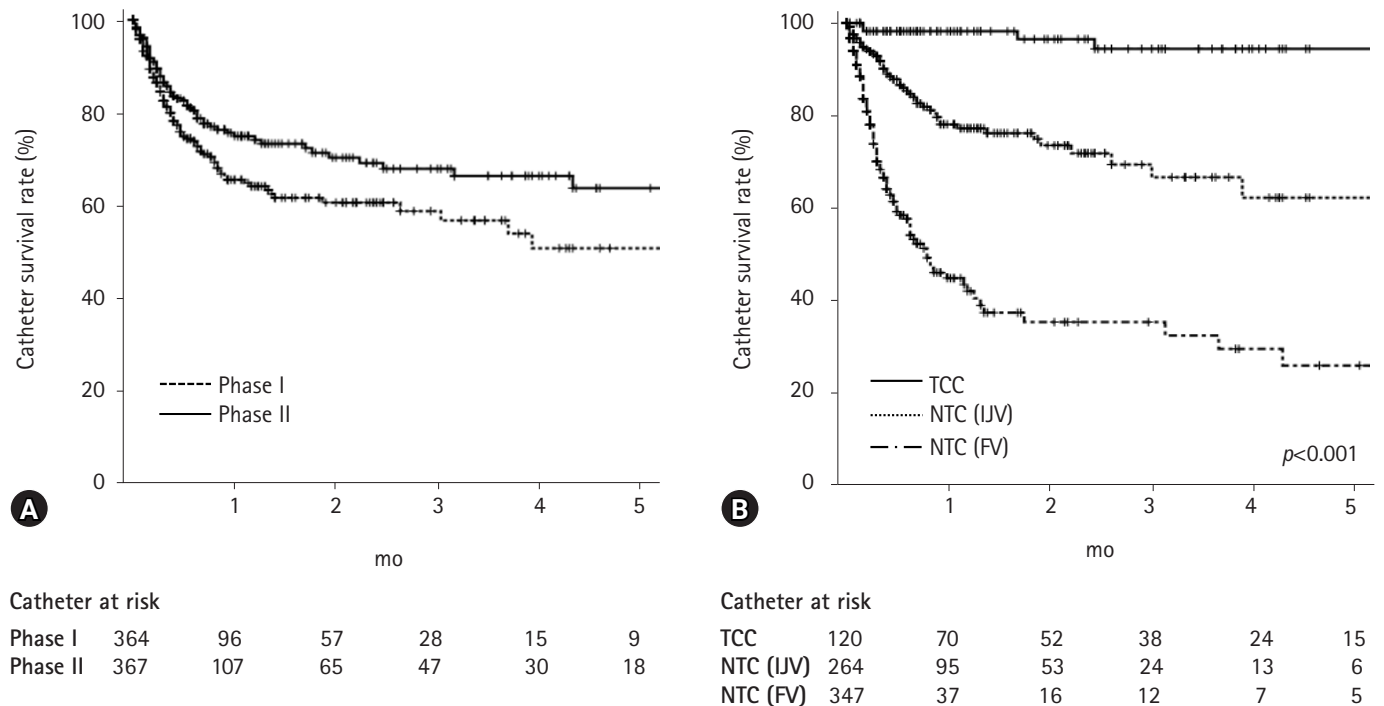 Catheter survival rate (%)
100
80
60
40
20
0
Phase I
Phase II
1 2 3 4 5
A
mo
Catheter at risk
Phase I 364 96 57 28 15 9
Phase II 367 107 65 47 30 18
Catheter survival rate (%)
100
80
60
40
20
0
TCC
NTC (IJV)
NTC (FV)
p<0.001
1 2 3 4 5
B
mo
Catheter at risk
TCC 120 70 52 38 24 15
NTC (IJV) 264 95 53 24 13 6
NTC (FV) 347 37 16 12 7 5